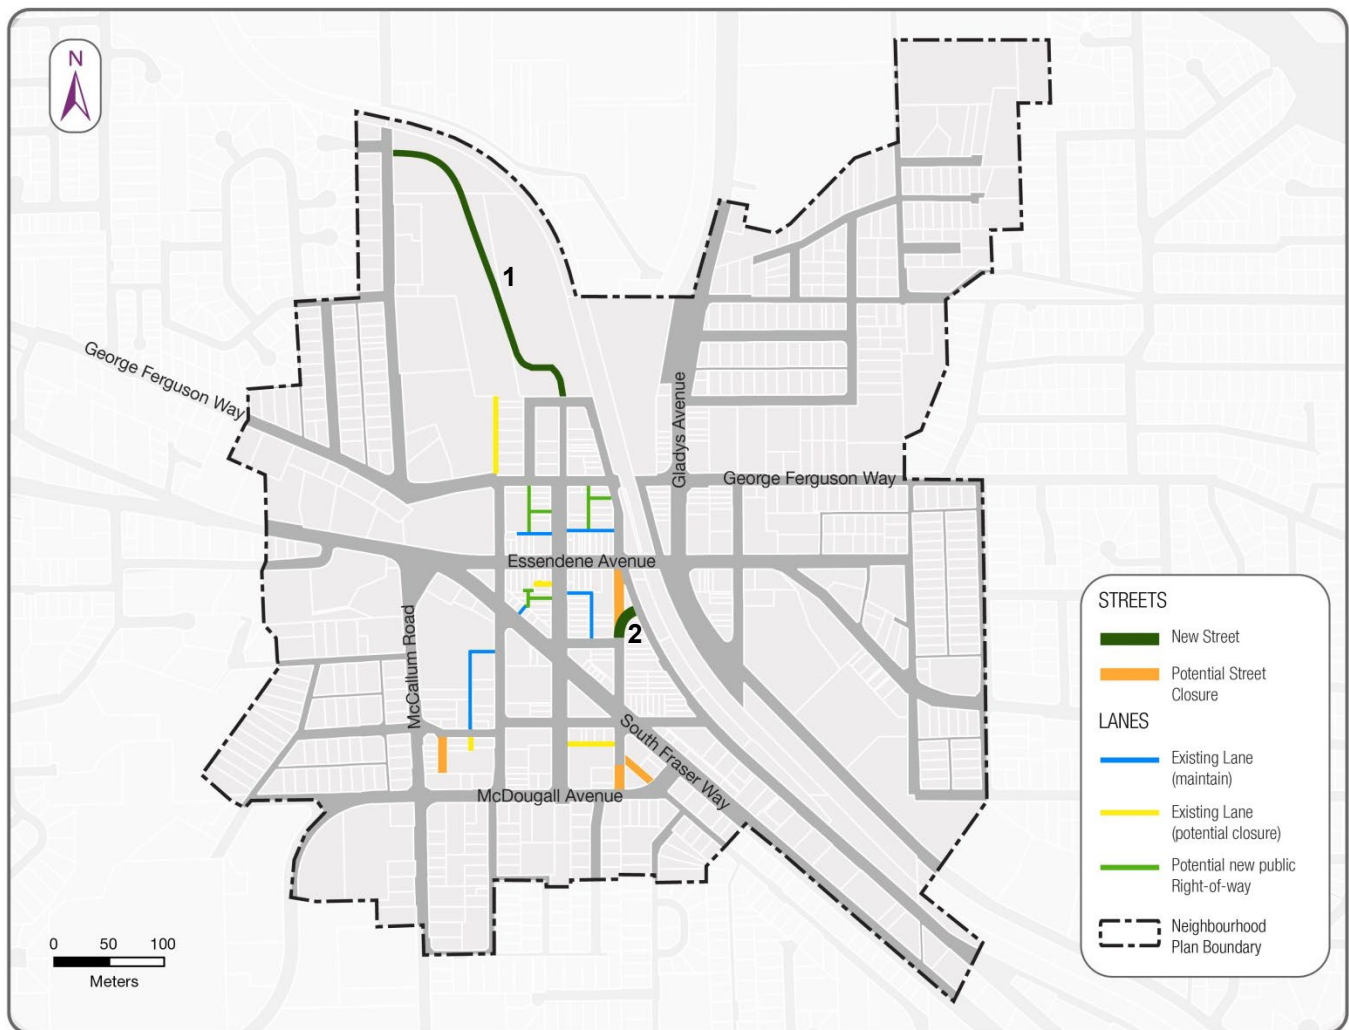 N
1
George Ferguson Way
Gladys Avenue
George Ferguson Way
Essendene Avenue
2
McCallum Road
South Fraser Way
McDougall Avenue
0 50 100
Meters
STREETS
New Street
Potential Street
Closure
LANES
Existing Lane
(maintain)
Existing Lane
(potential closure)
Potential new public
Right-of-way
Neighbourhood
Plan Boundary